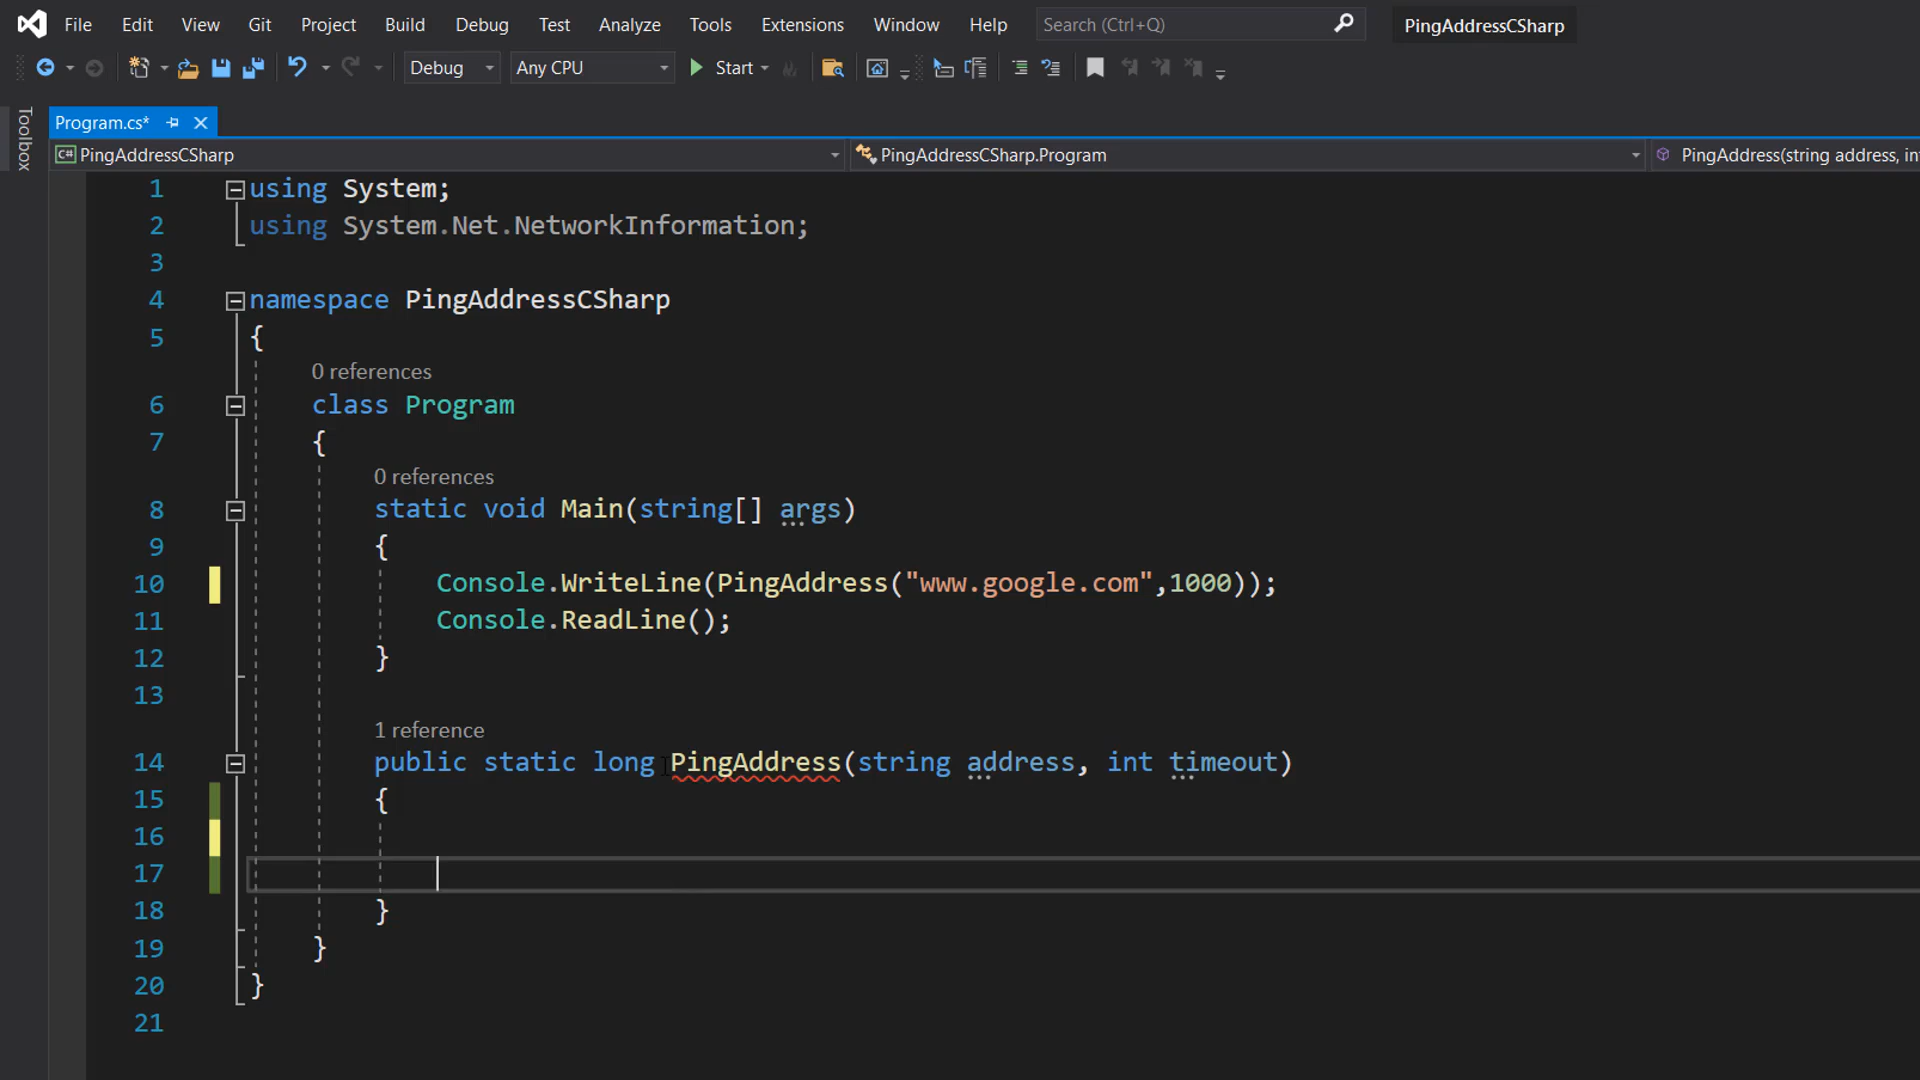 File Edit View Git Project Build Debug Test Analyze Tools Extensions Window Help Search (Ctrl+Q) PingAddressCSharp
Debug Any CPU Start
Toolbox
Program.cs*
C# PingAddressCSharp PingAddressCSharp.Program PingAddress(string address, int
1 using System;
2 using System.Net.NetworkInformation;
3
4 namespace PingAddressCSharp
5 {
0 references
6 class Program
7 {
0 references
8 static void Main(string[] args)
9 {
10 Console.WriteLine(PingAddress("www.google.com",1000));
11 Console.ReadLine();
12 }
13
1 reference
14 public static long PingAddress(string address, int timeout)
15 {
16
17
18 }
19 }
20 }
21